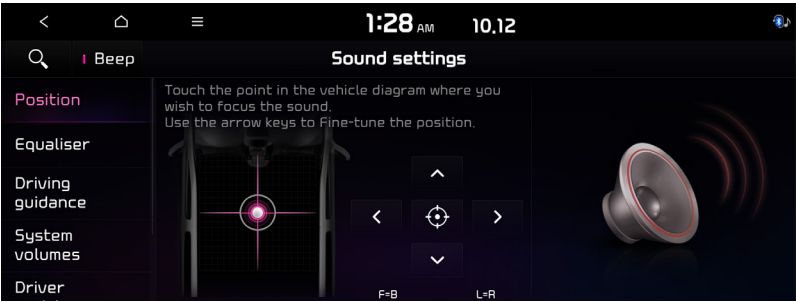 1:28 AM 10.12
Beep
Sound settings
Position
Touch the point in the vehicle diagram where you
wish to focus the sound.
Use the arrow keys to Fine-tune the position.
Equaliser
Driving
guidance
System
volumes
Driver
F=B L=R